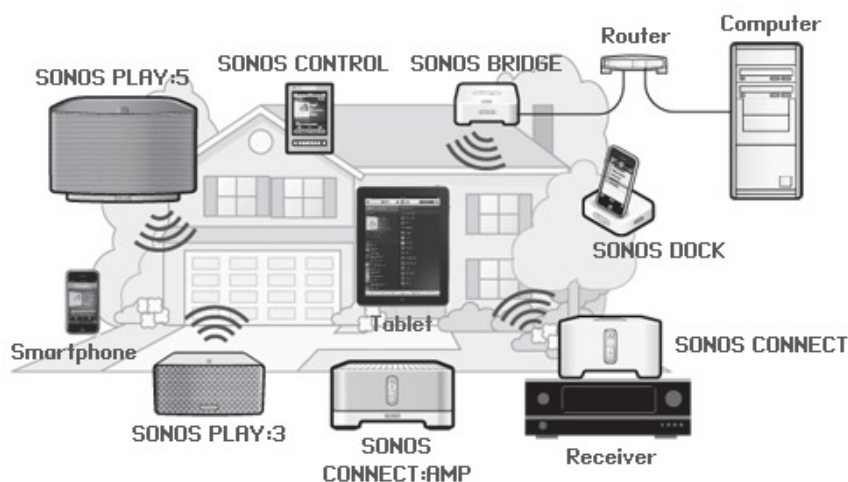 Computer
Router
SONOS CONTROL
SONOS BRIDGE
SONOS PLAY:5
SONOS DOCK
Tablet
SONOS CONNECT
Smartphone
SONOS PLAY:3
SONOS
CONNECT:AMP
Receiver